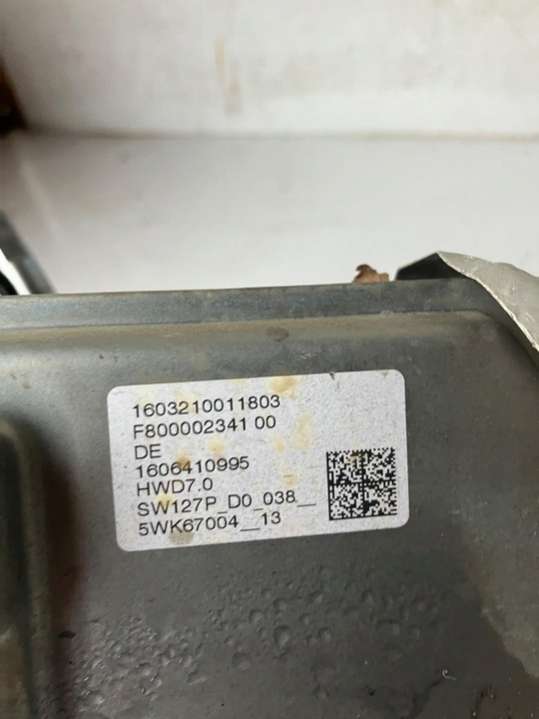 1603210011803
F800002341 00
DE
1606410995
HWD7.0
SW127P_D0_038__
5WK67004__13